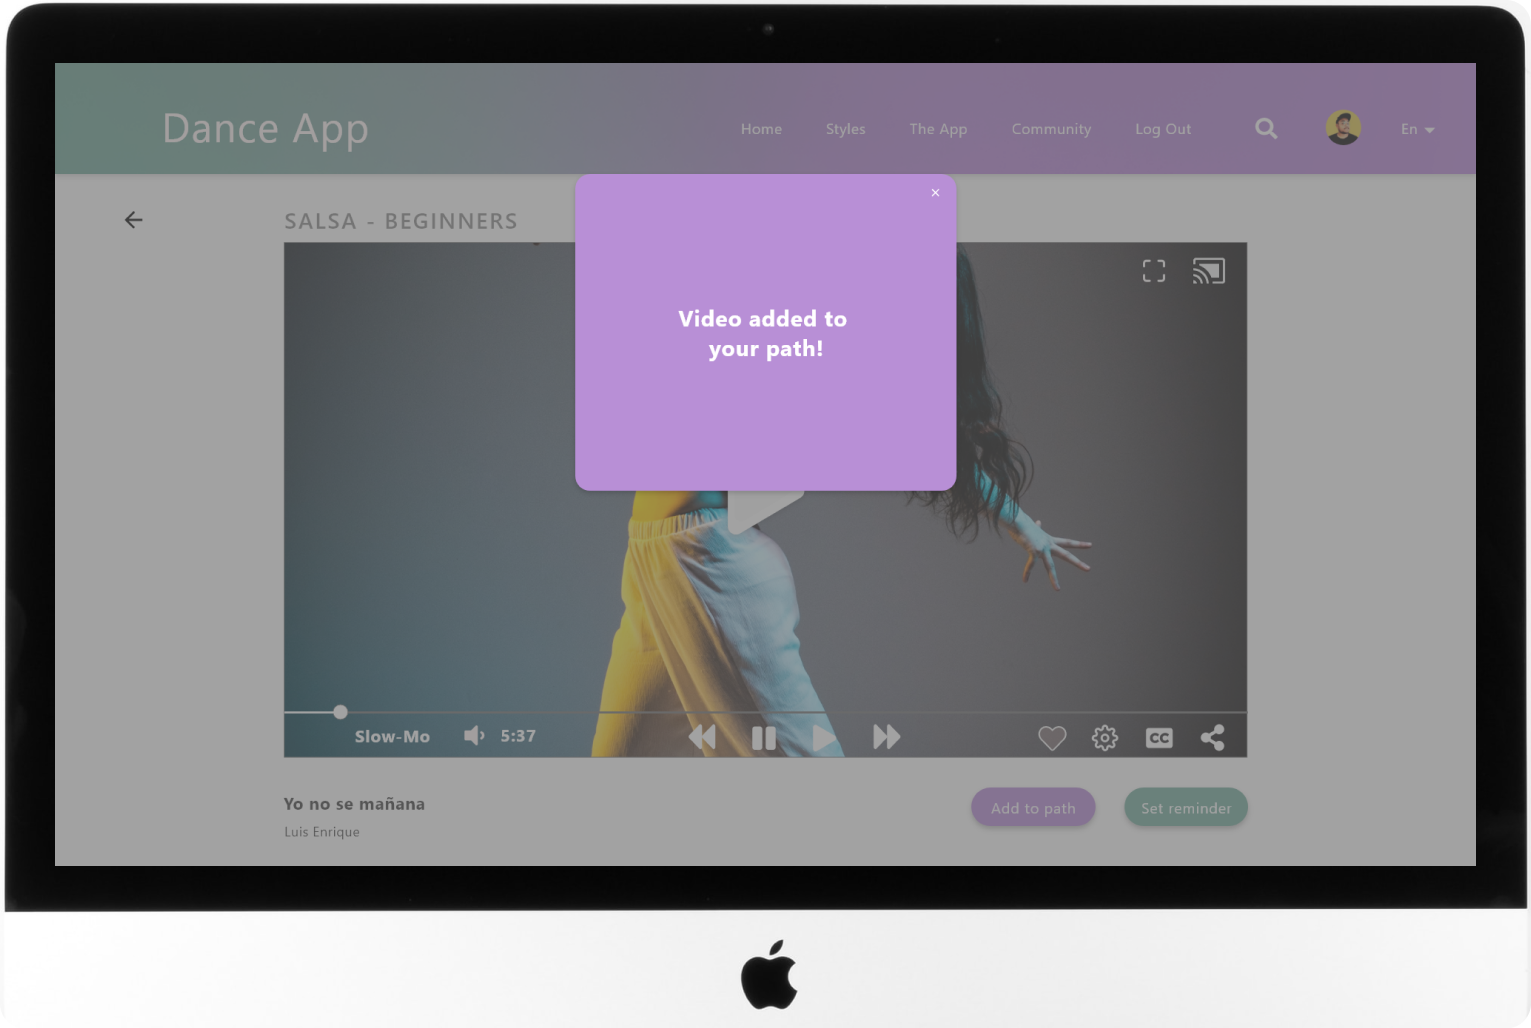 Dance App
Home
Styles
The App
Community
Log Out
En
SALSA - BEGINNERS
×
Video added to
your path!
Slow-Mo
5:37
CC
Yo no se mañana
Luis Enrique
Add to path
Set reminder